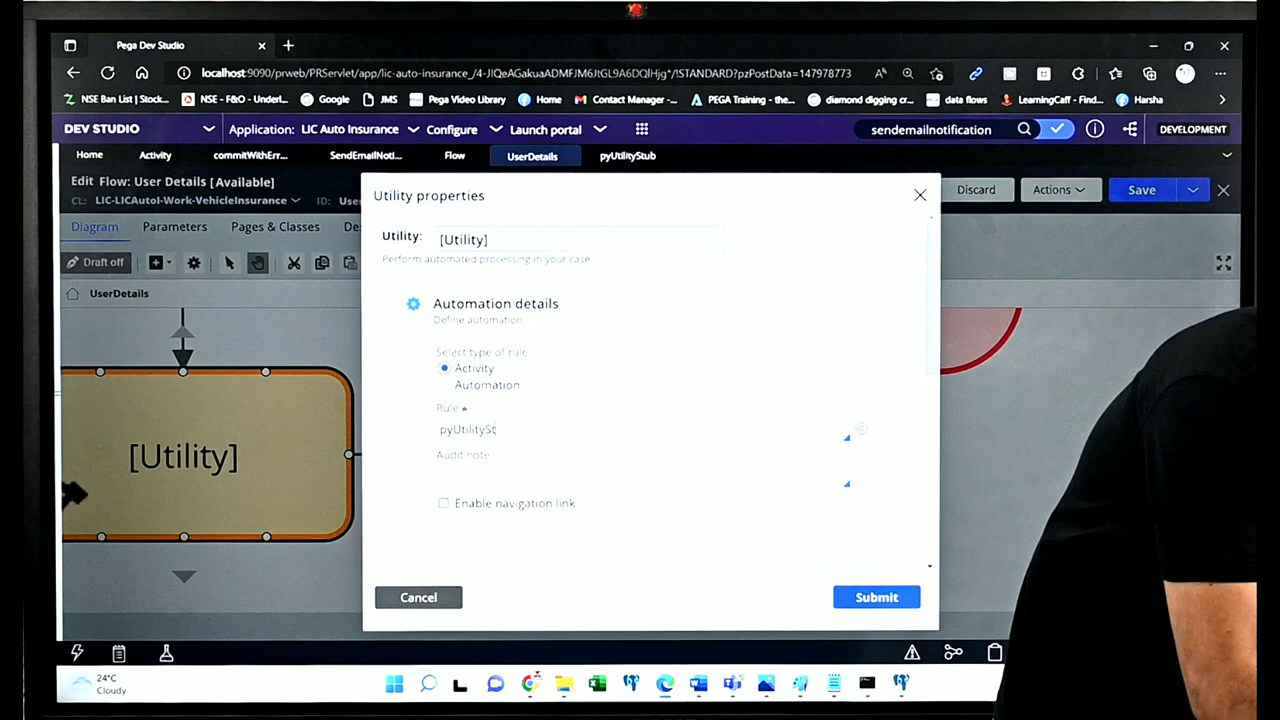 Pega Dev Studio
localhost:9090/prweb/PRServlet/app/lic-auto-insurance_/4-JIQeAGakuaADMFJM6JtGL9A6DQlHjg*/!STANDARD?pzPostData=147978773
NSE Ban List | Stock... NSE - F&O - Underl... Google JMS Pega Video Library Home Contact Manager -... PEGA Training - the... diamond digging cr... data flows LearningCaff - Find... Harsha
DEV STUDIO Application: LIC Auto Insurance Configure Launch portal sendemailnotification DEVELOPMENT
Home Activity commitWithErr... SendEmailNoti... Flow UserDetails pyUtilityStub
Edit Flow: User Details [Available]
CL: LIC-LICAutoI-Work-VehicleInsurance ID: Use
Discard Actions Save
Diagram Parameters Pages & Classes De
Draft off
UserDetails
[Utility]
Utility properties
Utility: [Utility]
Perform automated processing in your case
Automation details
Define automation
Select type of rule
Activity
Automation
Rule *
pyUtilitySt
Audit note
Enable navigation link
Cancel Submit
24°C
Cloudy